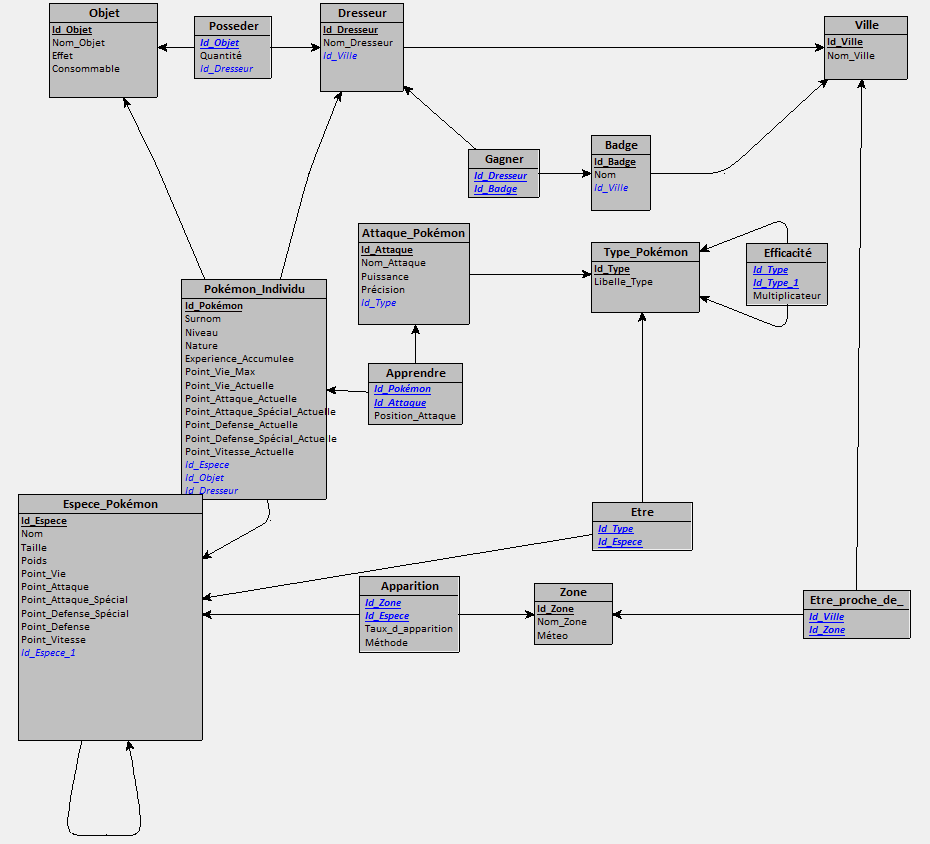 Objet
Id_Objet
Nom_Objet
Effet
Consommable
Posseder
Id_Objet
Quantité
Id_Dresseur
Dresseur
Id_Dresseur
Nom_Dresseur
Id_Ville
Ville
Id_Ville
Nom_Ville
Gagner
Id_Dresseur
Id_Badge
Badge
Id_Badge
Nom
Id_Ville
Attaque_Pokémon
Id_Attaque
Nom_Attaque
Puissance
Précision
Id_Type
Type_Pokémon
Id_Type
Libelle_Type
Efficacité
Id_Type
Id_Type_1
Multiplicateur
Pokémon_Individu
Id_Pokémon
Surnom
Niveau
Nature
Experience_Accumulee
Point_Vie_Max
Point_Vie_Actuelle
Point_Attaque_Actuelle
Point_Attaque_Spécial_Actuelle
Point_Defense_Actuelle
Point_Defense_Spécial_Actuelle
Point_Vitesse_Actuelle
Id_Espece
Id_Objet
Id_Dresseur
Apprendre
Id_Pokémon
Id_Attaque
Position_Attaque
Espece_Pokémon
Id_Espece
Nom
Taille
Poids
Point_Vie
Point_Attaque
Point_Attaque_Spécial
Point_Defense_Spécial
Point_Defense
Point_Vitesse
Id_Espece_1
Etre
Id_Type
Id_Espece
Apparition
Id_Zone
Id_Espece
Taux_d_apparition
Méthode
Zone
Id_Zone
Nom_Zone
Méteo
Etre_proche_de_
Id_Ville
Id_Zone